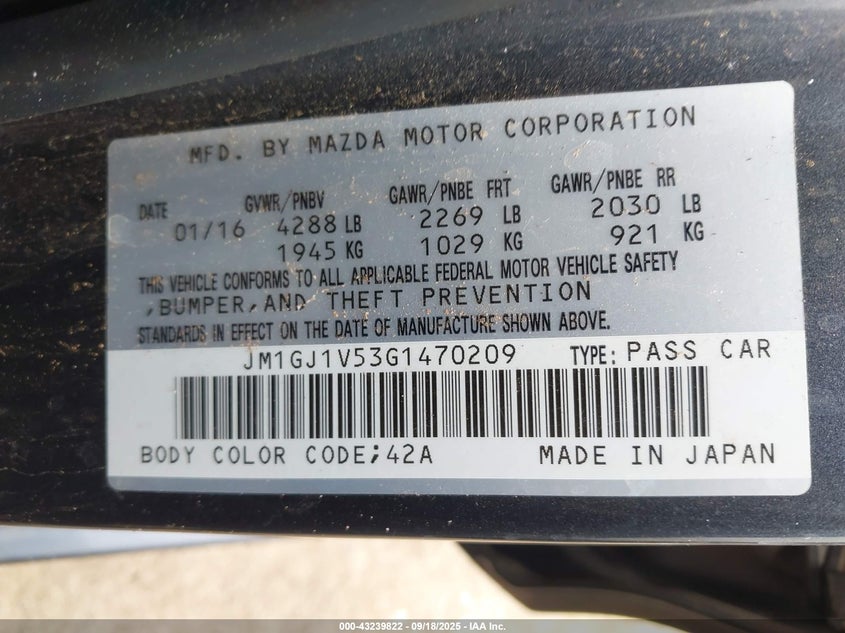 MFD. BY MAZDA MOTOR CORPORATION
DATE GVWR/PNBV GAWR/PNBE FRT GAWR/PNBE RR
01/16 4288 LB 2269 LB 2030 LB
1945 KG 1029 KG 921 KG
THIS VEHICLE CONFORMS TO ALL APPLICABLE FEDERAL MOTOR VEHICLE SAFETY
,BUMPER,AND THEFT PREVENTION
STANDARDS IN EFFECT ON THE DATE OF MANUFACTURE SHOWN ABOVE.
JM1GJ1V53G1470209 TYPE: PASS CAR
BODY COLOR CODE;42A MADE IN JAPAN
000-43239822 - 09/18/2025 - IAA Inc.